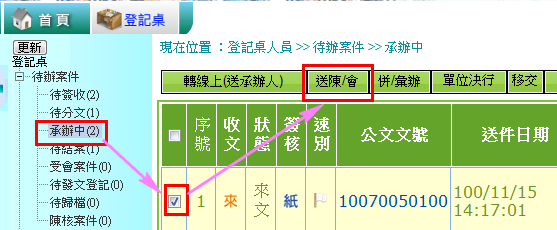 首頁 登記桌
更新
登記桌
待辦案件
待簽收(2)
待分文(1)
承辦中(2)
待結案(1)
受會案件(0)
待發文登記(0)
待歸檔(0)
陳核案件(0)
現在位置 ：登記桌人員 >> 待辦案件 >> 承辦中
轉線上(送承辦人) 送陳/會 併/彙辦 單位決行 移交
序號 收文 狀態 簽核 速別 公文文號 送件日期
1 來 來文 紙 10070050100 100/11/15 14:17:01